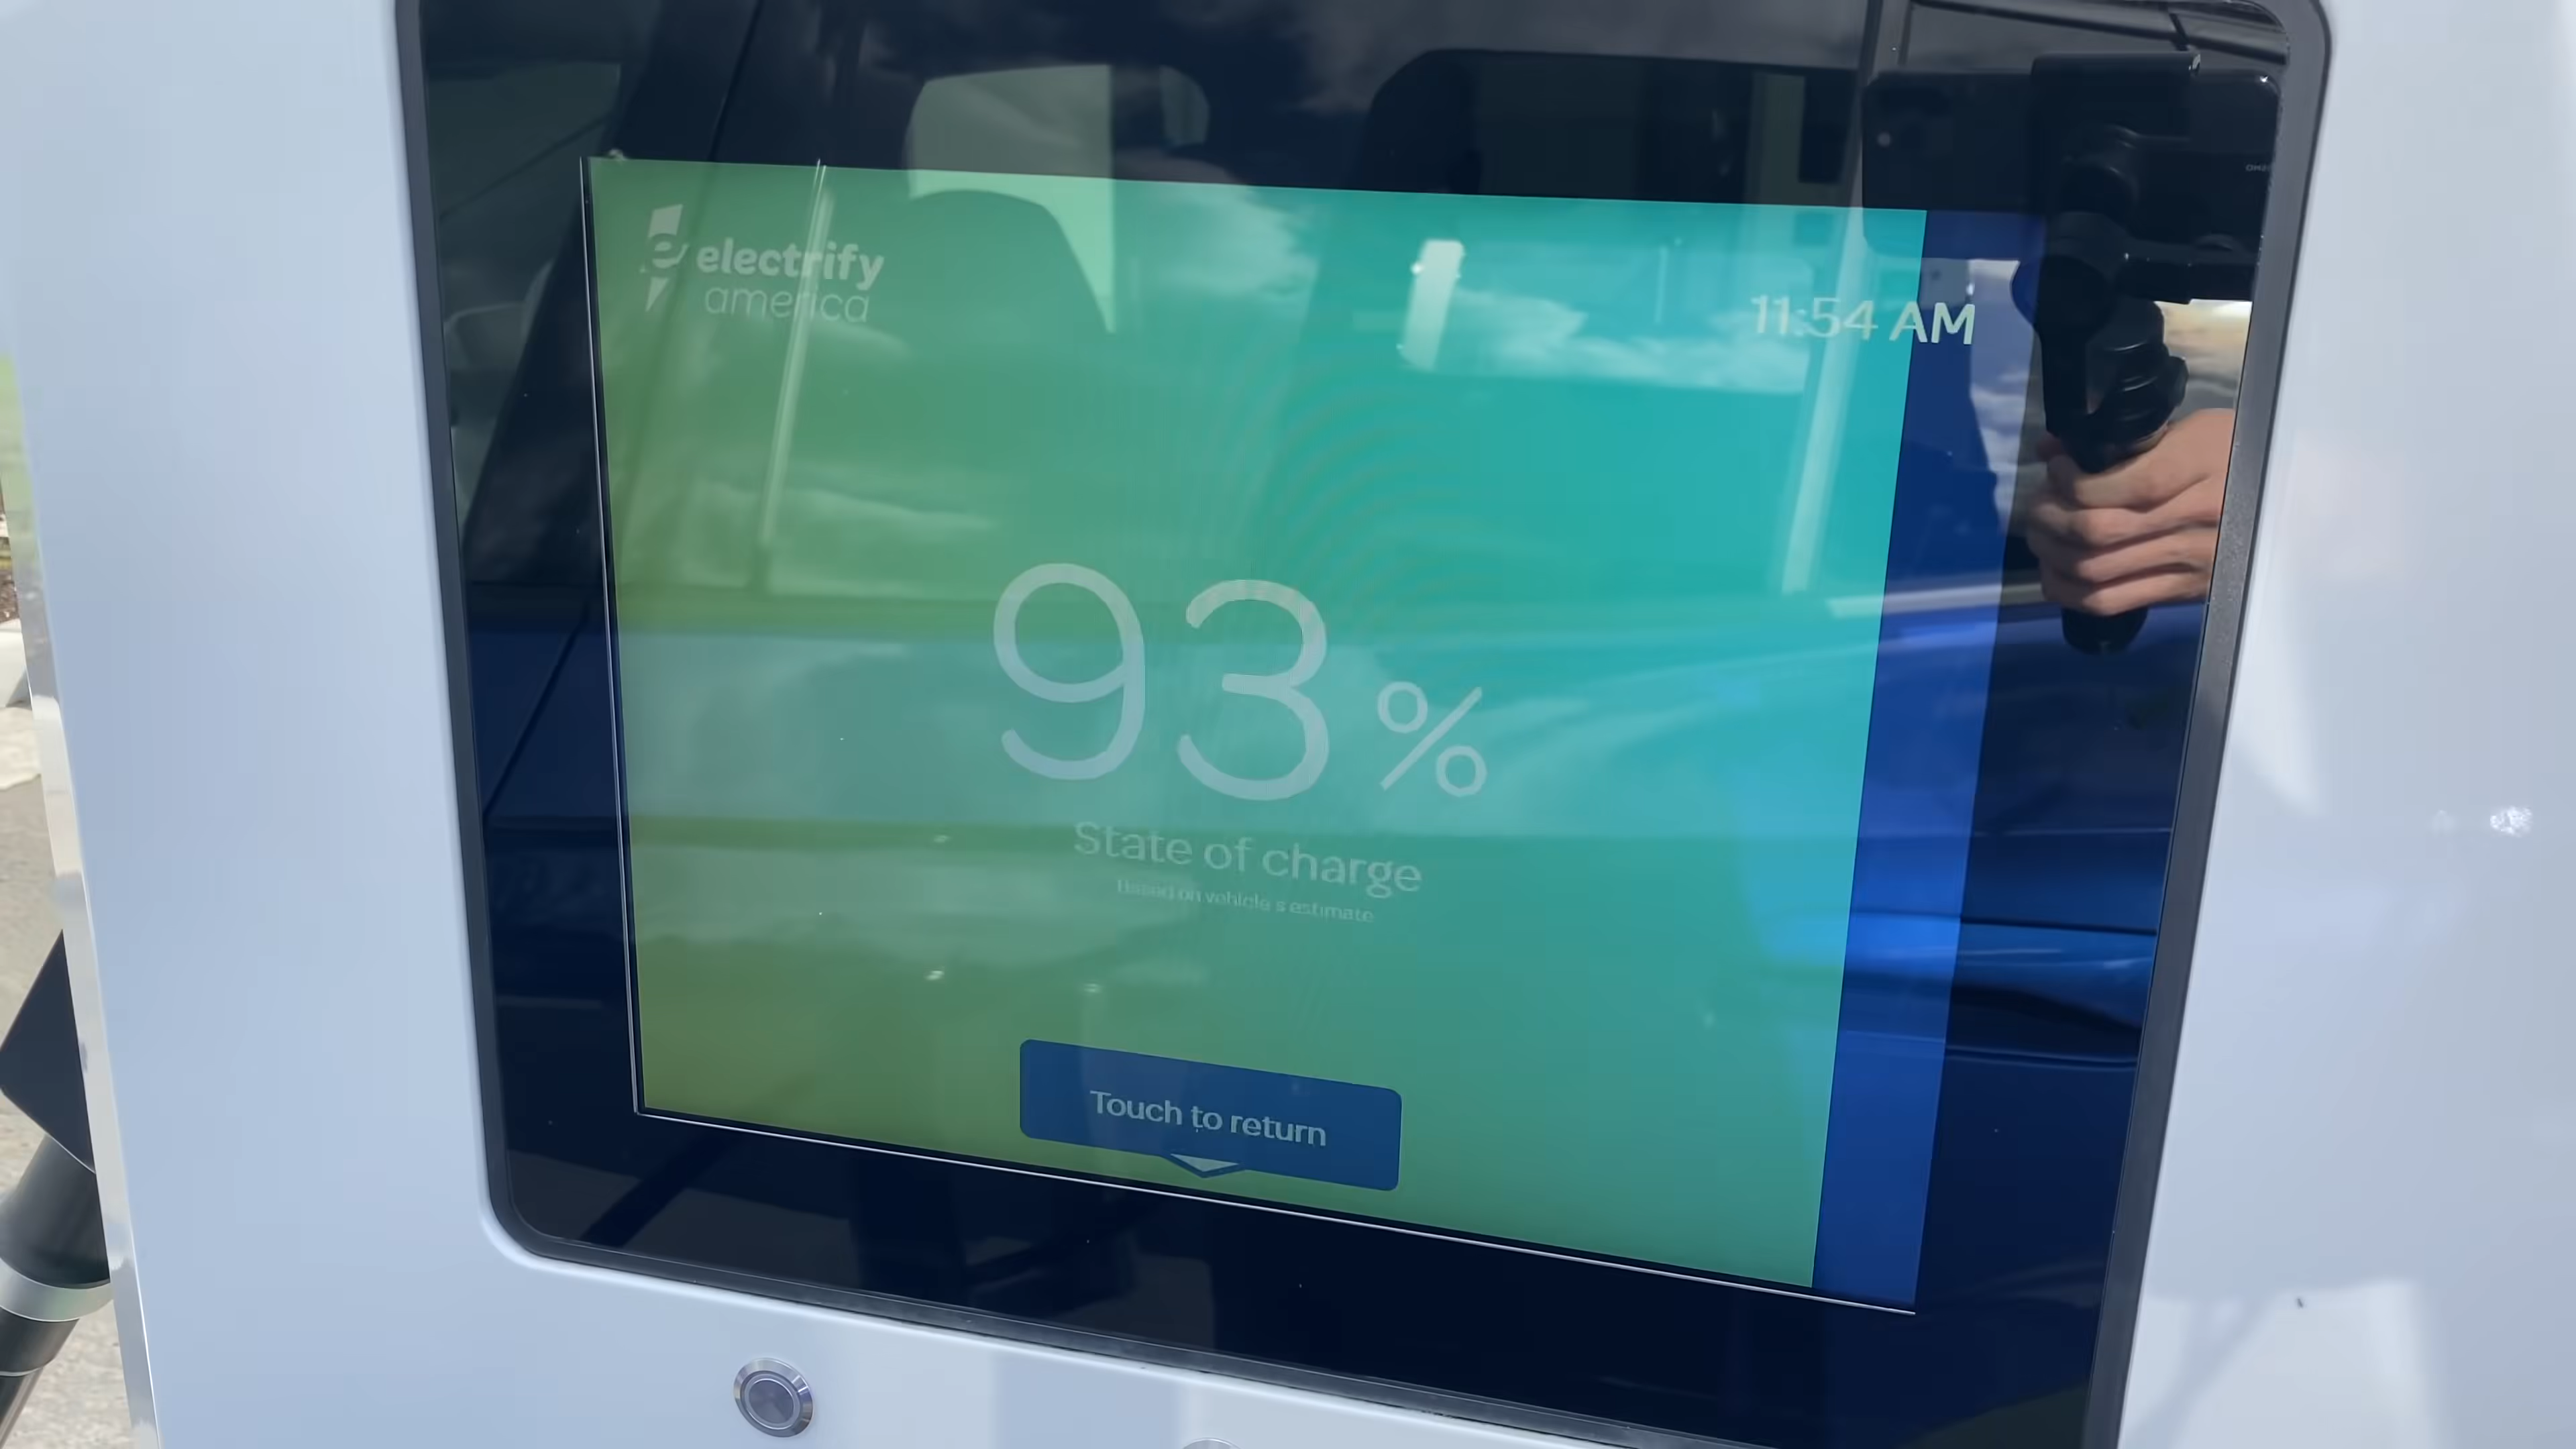 electrify
america
11:54 AM
93%
State of charge
Based on vehicle's estimate
Touch to return